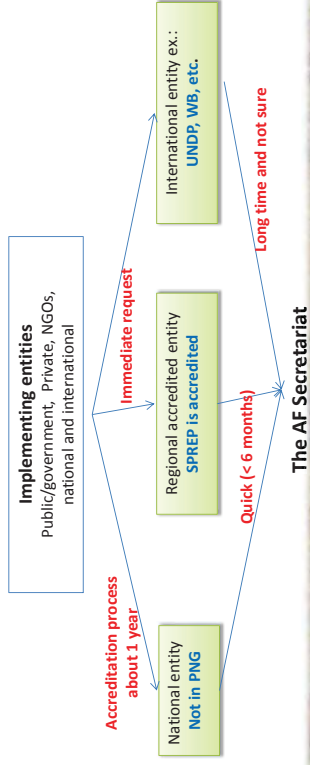 Implementing entities
Public/government, Private, NGOs,
national and international
Accreditation process
about 1 year
Immediate request
National entity
Not in PNG
Regional accredited entity
SPREP is accredited
International entity ex.:
UNDP, WB, etc.
Quick (< 6 months)
Long time and not sure
The AF Secretariat